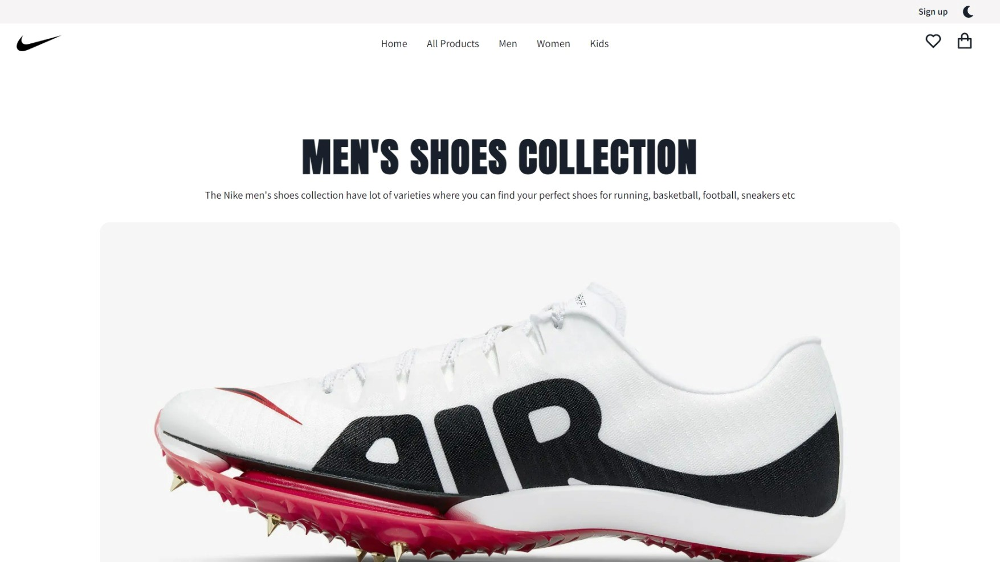 Sign up
Home All Products Men Women Kids
MEN'S SHOES COLLECTION
The Nike men's shoes collection have lot of varieties where you can find your perfect shoes for running, basketball, football, sneakers etc
AIR